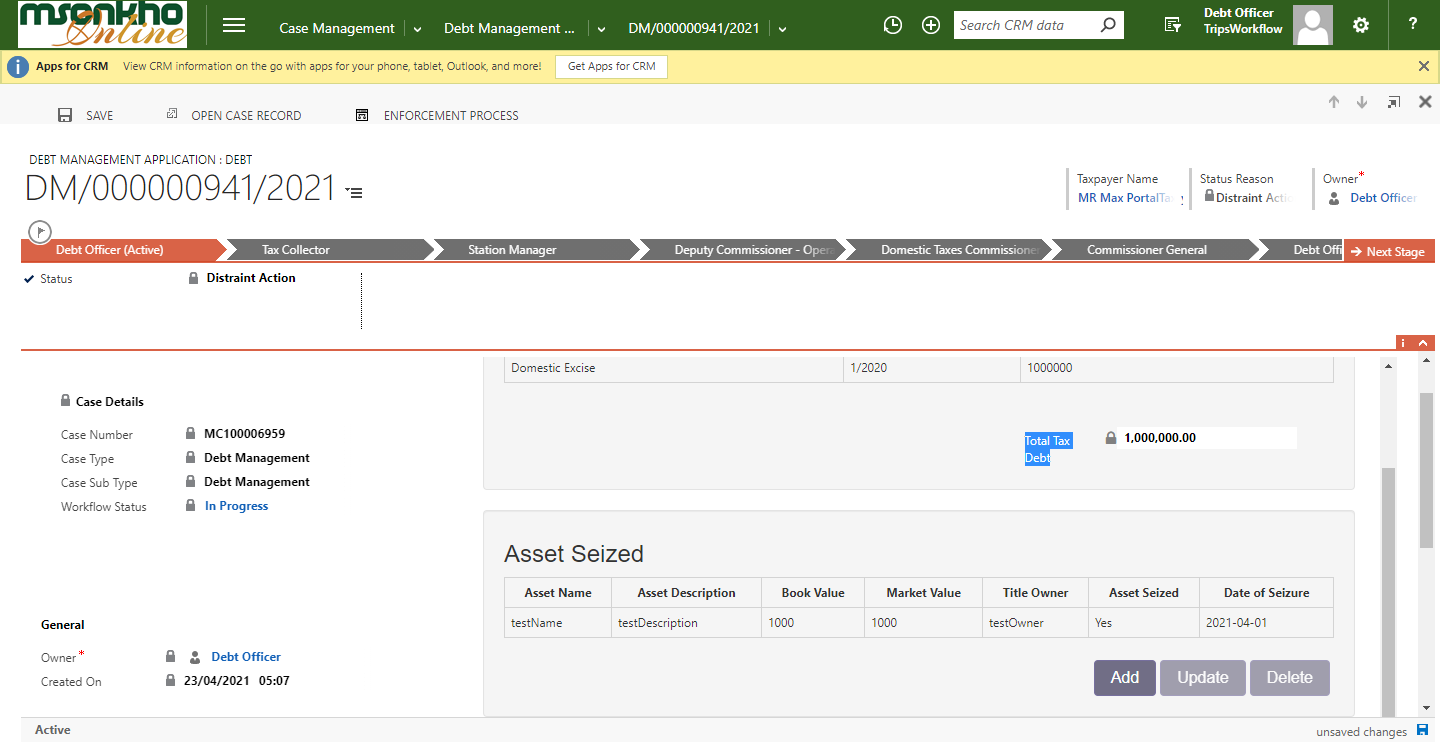 msonkho
Online
Case Management
Debt Management ...
DM/000000941/2021
Search CRM data
Debt Officer
TripsWorkflow
?
i
Apps for CRM View CRM information on the go with apps for your phone, tablet, Outlook, and more! Get Apps for CRM
SAVE OPEN CASE RECORD ENFORCEMENT PROCESS
DEBT MANAGEMENT APPLICATION : DEBT
DM/000000941/2021
Taxpayer Name Status Reason Owner*
MR Max PortalTa Distraint Actio Debt Officer
Debt Officer (Active) Tax Collector Station Manager Deputy Commissioner - Oper Domestic Taxes Commissione Commissioner General Debt Offi Next Stage
Status Distraint Action
i
Domestic Excise 1/2020 1000000
Total Tax
Debt
1,000,000.00
Case Details
Case Number MC100006959
Case Type Debt Management
Case Sub Type Debt Management
Workflow Status In Progress
Asset Seized
Asset Name Asset Description Book Value Market Value Title Owner Asset Seized Date of Seizure
testName testDescription 1000 1000 testOwner Yes 2021-04-01
Add Update Delete
General
Owner* Debt Officer
Created On 23/04/2021 05:07
Active
unsaved changes